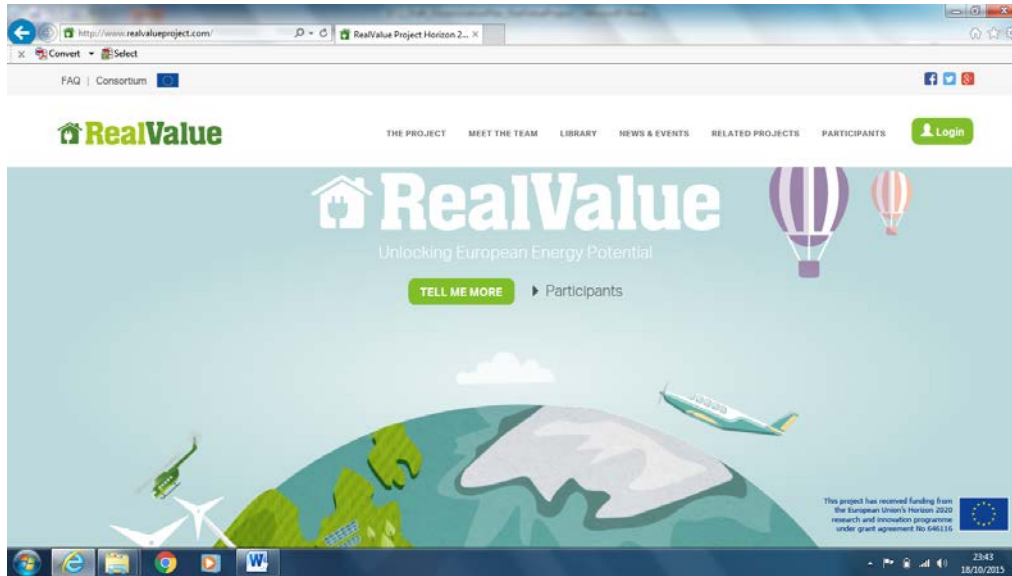 http://www.realvalueproject.com/
RealValue Project Horizon 2...
x Convert Select
FAQ | Consortium
RealValue
THE PROJECT MEET THE TEAM LIBRARY NEWS & EVENTS RELATED PROJECTS PARTICIPANTS Login
RealValue
Unlocking European Energy Potential
TELL ME MORE Participants
This project has received funding from
the European Union's Horizon 2020
research and innovation programme
under grant agreement No 646116
23:43
18/10/2015